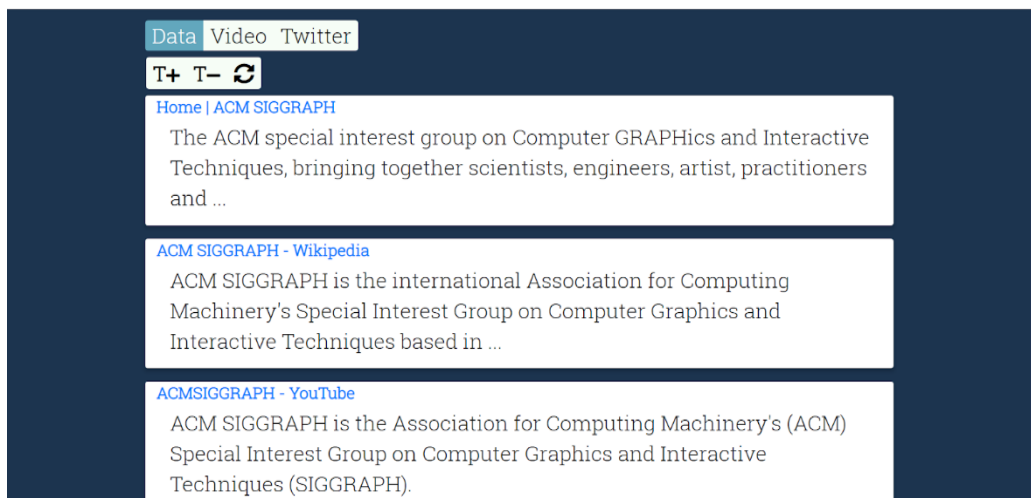 Data Video Twitter
T+ T−
Home | ACM SIGGRAPH
The ACM special interest group on Computer GRAPHics and Interactive
Techniques, bringing together scientists, engineers, artist, practitioners
and ...
ACM SIGGRAPH - Wikipedia
ACM SIGGRAPH is the international Association for Computing
Machinery's Special Interest Group on Computer Graphics and
Interactive Techniques based in ...
ACMSIGGRAPH - YouTube
ACM SIGGRAPH is the Association for Computing Machinery's (ACM)
Special Interest Group on Computer Graphics and Interactive
Techniques (SIGGRAPH).